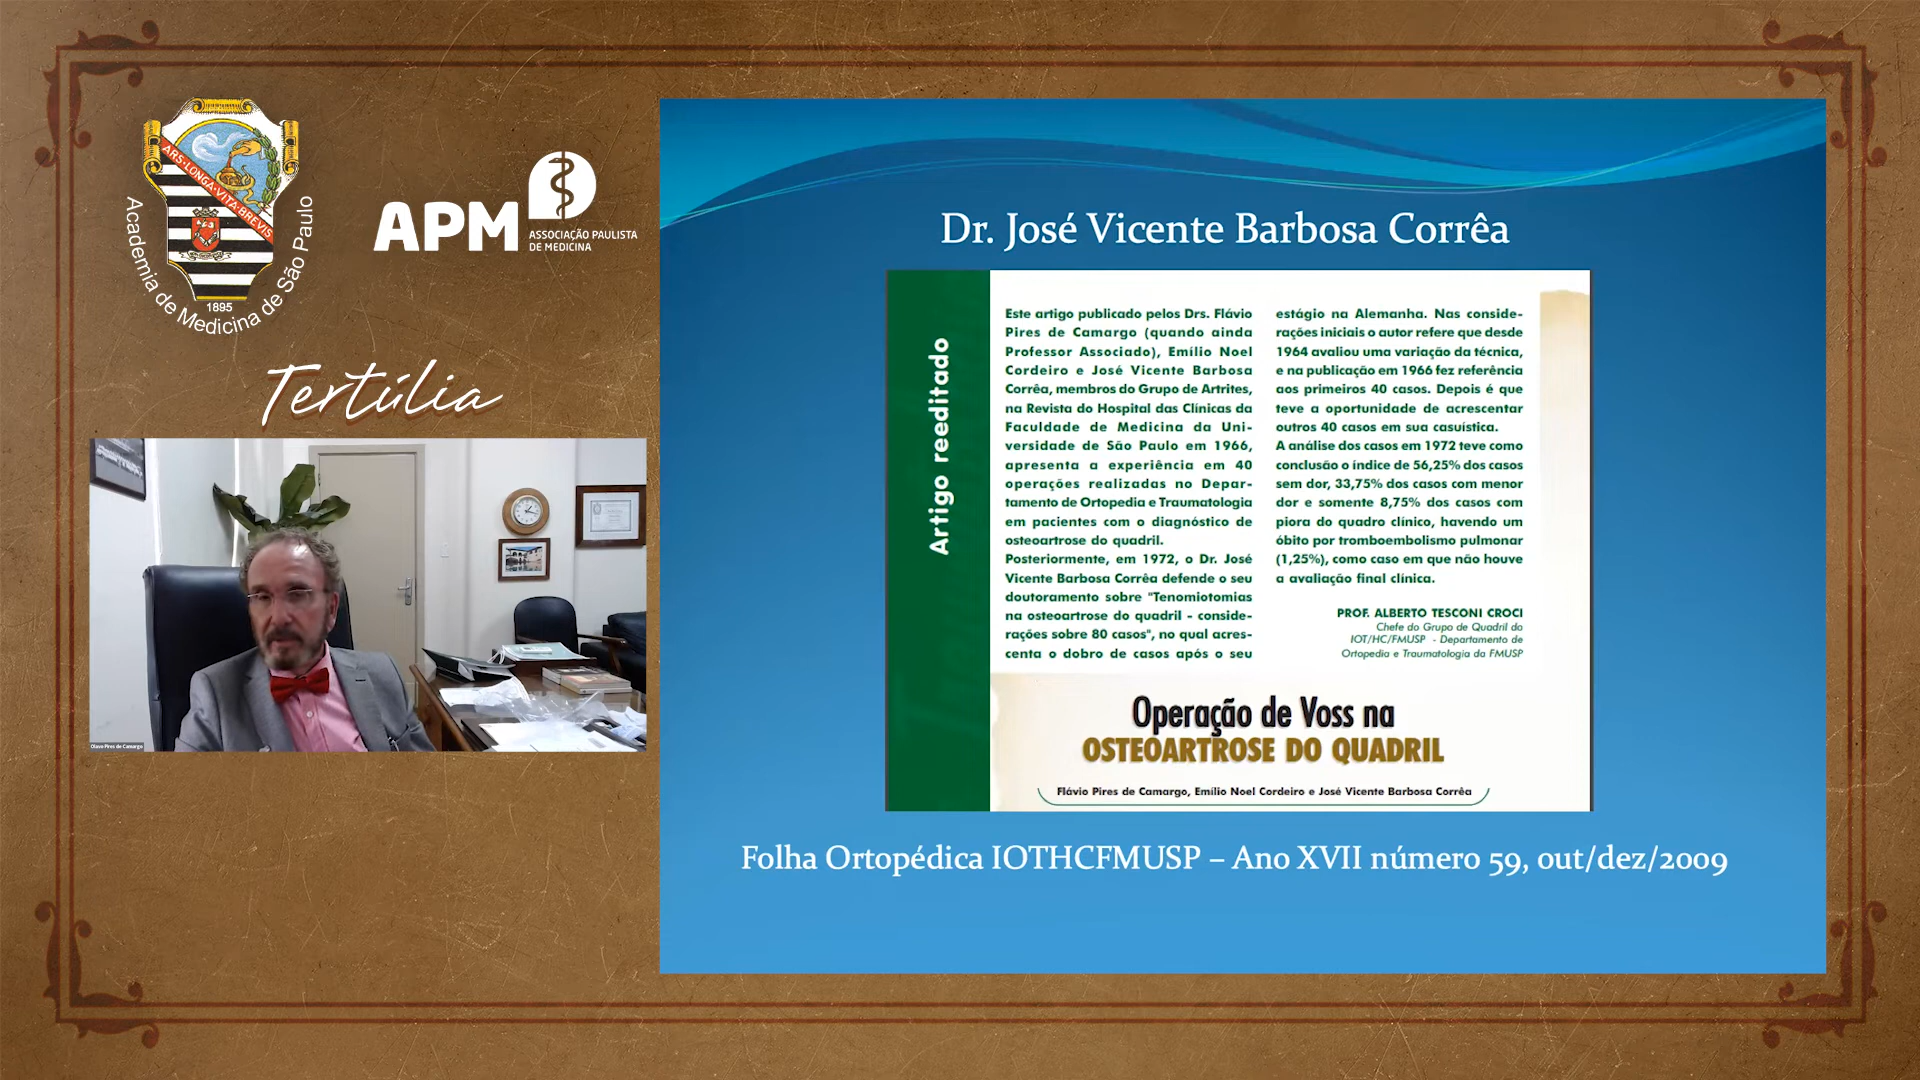 ARS·LONGA·VITA·BREVIS
1895
Academia de Medicina de São Paulo
APM
ASSOCIAÇÃO PAULISTA
DE MEDICINA
Tertúlia
Olavo Pires de Camargo
Dr. José Vicente Barbosa Corrêa
Artigo reeditado
Este artigo publicado pelos Drs. Flávio
Pires de Camargo (quando ainda
Professor Associado), Emílio Noel
Cordeiro e José Vicente Barbosa
Corrêa, membros do Grupo de Artrites,
na Revista do Hospital das Clínicas da
Faculdade de Medicina da Uni-
versidade de São Paulo em 1966,
apresenta a experiência em 40
operações realizadas no Depar-
tamento de Ortopedia e Traumatologia
em pacientes com o diagnóstico de
osteoartrose do quadril.
Posteriormente, em 1972, o Dr. José
Vicente Barbosa Corrêa defende o seu
doutoramento sobre "Tenomiotomias
na osteoartrose do quadril - conside-
rações sobre 80 casos", no qual acres-
centa o dobro de casos após o seu
estágio na Alemanha. Nas conside-
rações iniciais o autor refere que desde
1964 avaliou uma variação da técnica,
e na publicação em 1966 fez referência
aos primeiros 40 casos. Depois é que
teve a oportunidade de acrescentar
outros 40 casos em sua casuística.
A análise dos casos em 1972 teve como
conclusão o índice de 56,25% dos casos
sem dor, 33,75% dos casos com menor
dor e somente 8,75% dos casos com
piora do quadro clínico, havendo um
óbito por tromboembolismo pulmonar
(1,25%), como caso em que não houve
a avaliação final clínica.
PROF. ALBERTO TESCONI CROCI
Chefe do Grupo de Quadril do
IOT/HC/FMUSP - Departamento de
Ortopedia e Traumatologia da FMUSP
Operação de Voss na
OSTEOARTROSE DO QUADRIL
Flávio Pires de Camargo, Emílio Noel Cordeiro e José Vicente Barbosa Corrêa
Folha Ortopédica IOTHCFMUSP – Ano XVII número 59, out/dez/2009